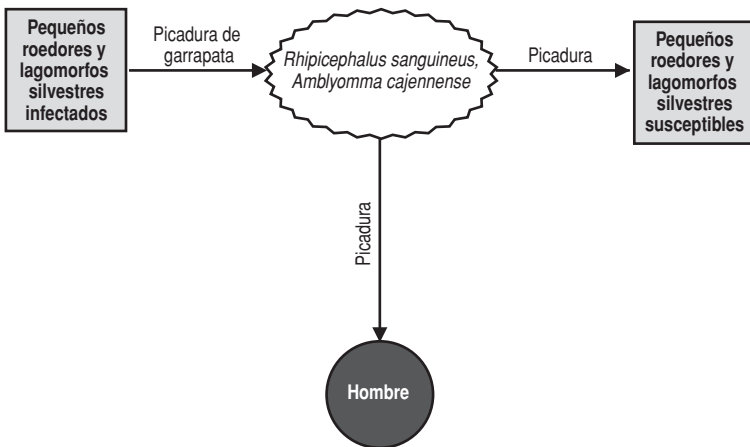 Pequeños
roedores y
lagomorfos
silvestres
infectados
Picadura de
garrapata
Rhipicephalus sanguineus,
Amblyomma cajennense
Picadura
Pequeños
roedores y
lagomorfos
silvestres
susceptibles
Picadura
Hombre